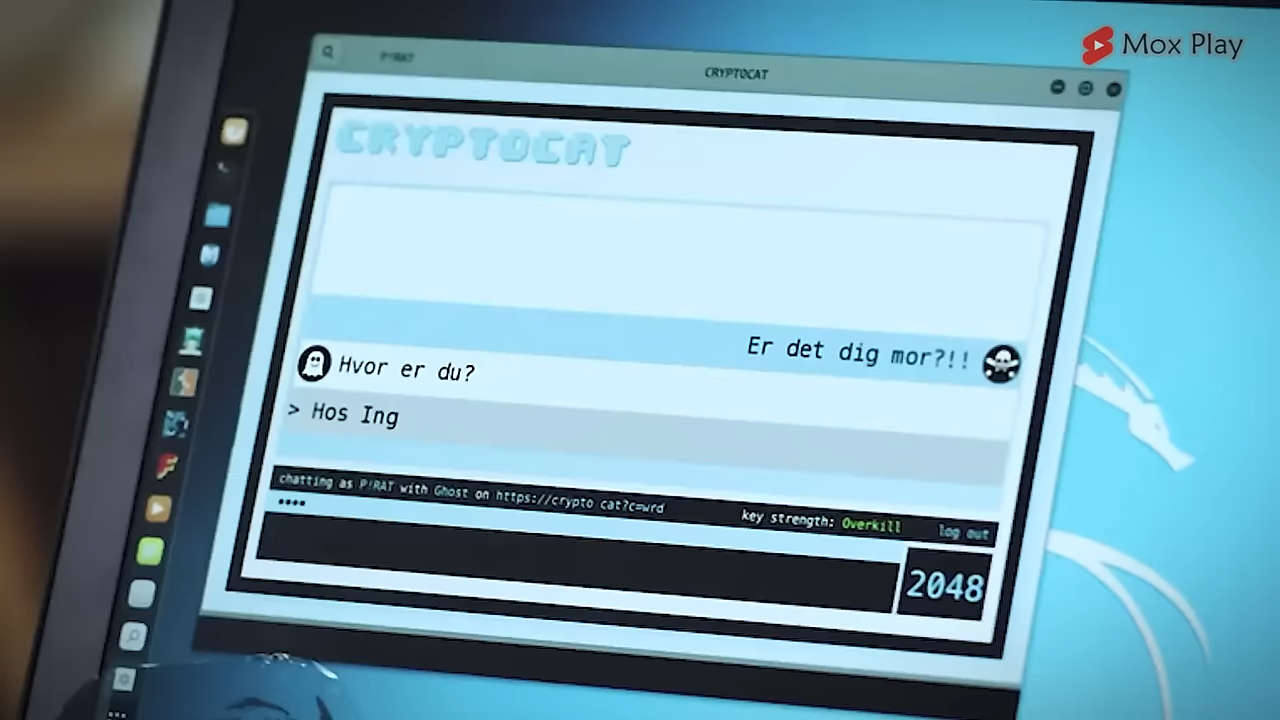 Mox Play
P!RAT
CRYPTOCAT
CRYPTOCAT
Er det dig mor?!!
Hvor er du?
> Hos Ing
chatting as P!RAT with Ghost on https://crypto cat?c=wrd
key strength: Overkill
log out
••••
2048